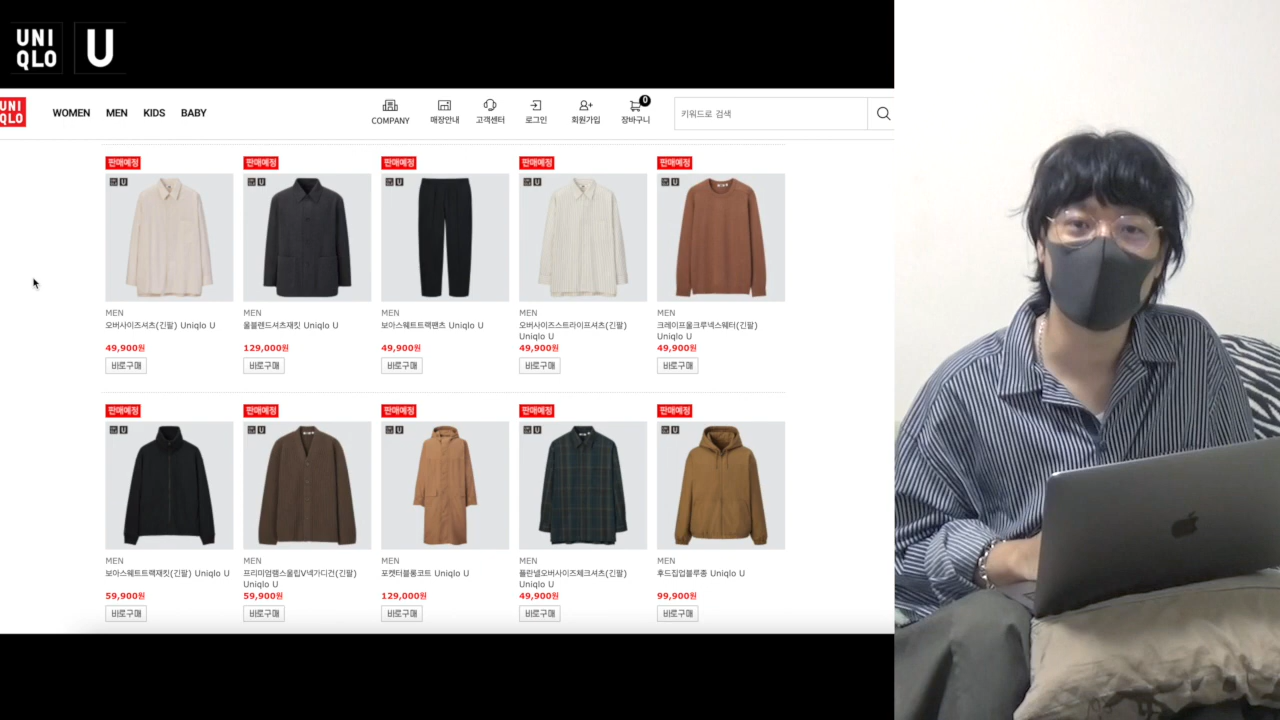 UNI
QLO
U
UNI
QLO
WOMEN MEN KIDS BABY
COMPANY 매장안내 고객센터 로그인 회원가입 장바구니 0
키워드로 검색
판매예정 판매예정 판매예정 판매예정 판매예정
MEN MEN MEN MEN MEN
오버사이즈셔츠(긴팔) Uniqlo U
울블렌드셔츠재킷 Uniqlo U
보아스웨트트랙팬츠 Uniqlo U
오버사이즈스트라이프셔츠(긴팔)
Uniqlo U
크레이프울크루넥스웨터(긴팔)
Uniqlo U
49,900원 129,000원 49,900원 49,900원 49,900원
바로구매 바로구매 바로구매 바로구매 바로구매
판매예정 판매예정 판매예정 판매예정 판매예정
MEN MEN MEN MEN MEN
보아스웨트트랙재킷(긴팔) Uniqlo U
프리미엄램스울립V넥가디건(긴팔)
Uniqlo U
포켓터블롱코트 Uniqlo U
플란넬오버사이즈체크셔츠(긴팔)
Uniqlo U
후드집업블루종 Uniqlo U
59,900원 59,900원 129,000원 49,900원 99,900원
바로구매 바로구매 바로구매 바로구매 바로구매